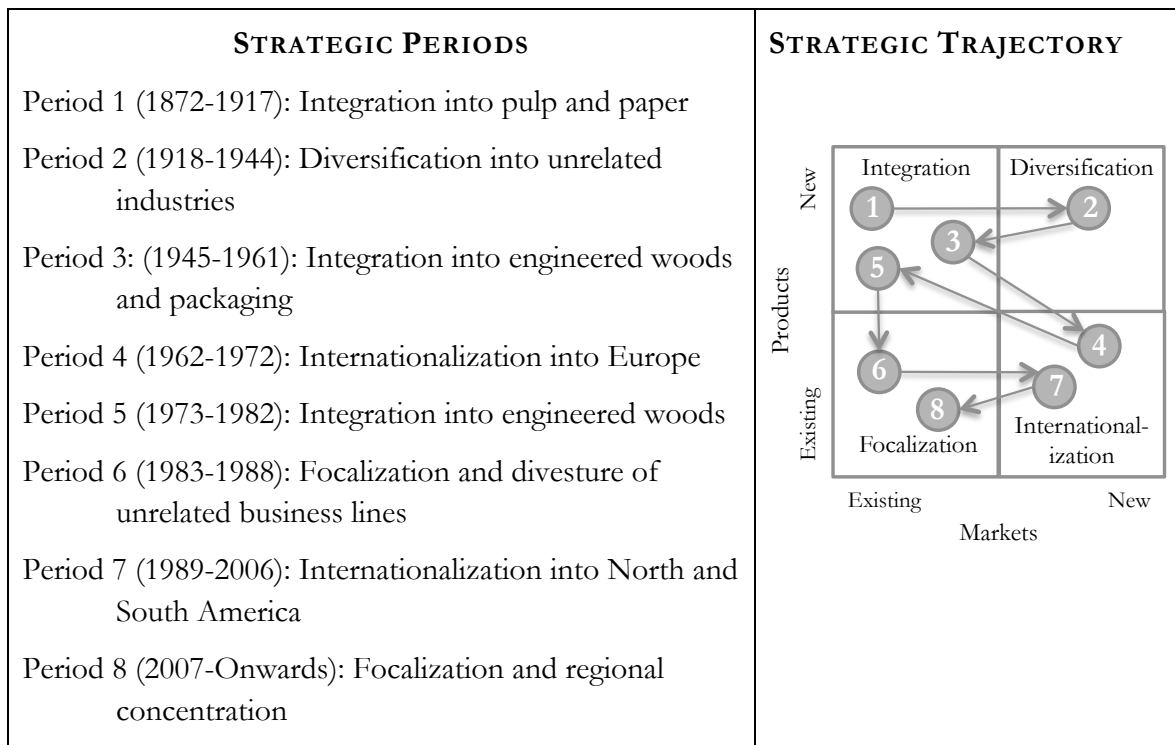 STRATEGIC PERIODS
Period 1 (1872-1917): Integration into pulp and paper
Period 2 (1918-1944): Diversification into unrelated
industries
Period 3: (1945-1961): Integration into engineered woods
and packaging
Period 4 (1962-1972): Internationalization into Europe
Period 5 (1973-1982): Integration into engineered woods
Period 6 (1983-1988): Focalization and divesture of
unrelated business lines
Period 7 (1989-2006): Internationalization into North and
South America
Period 8 (2007-Onwards): Focalization and regional
concentration
STRATEGIC TRAJECTORY
Products
New
Existing
Integration
Diversification
1
2
3
5
4
6
7
8
Focalization
International-
ization
Existing
New
Markets